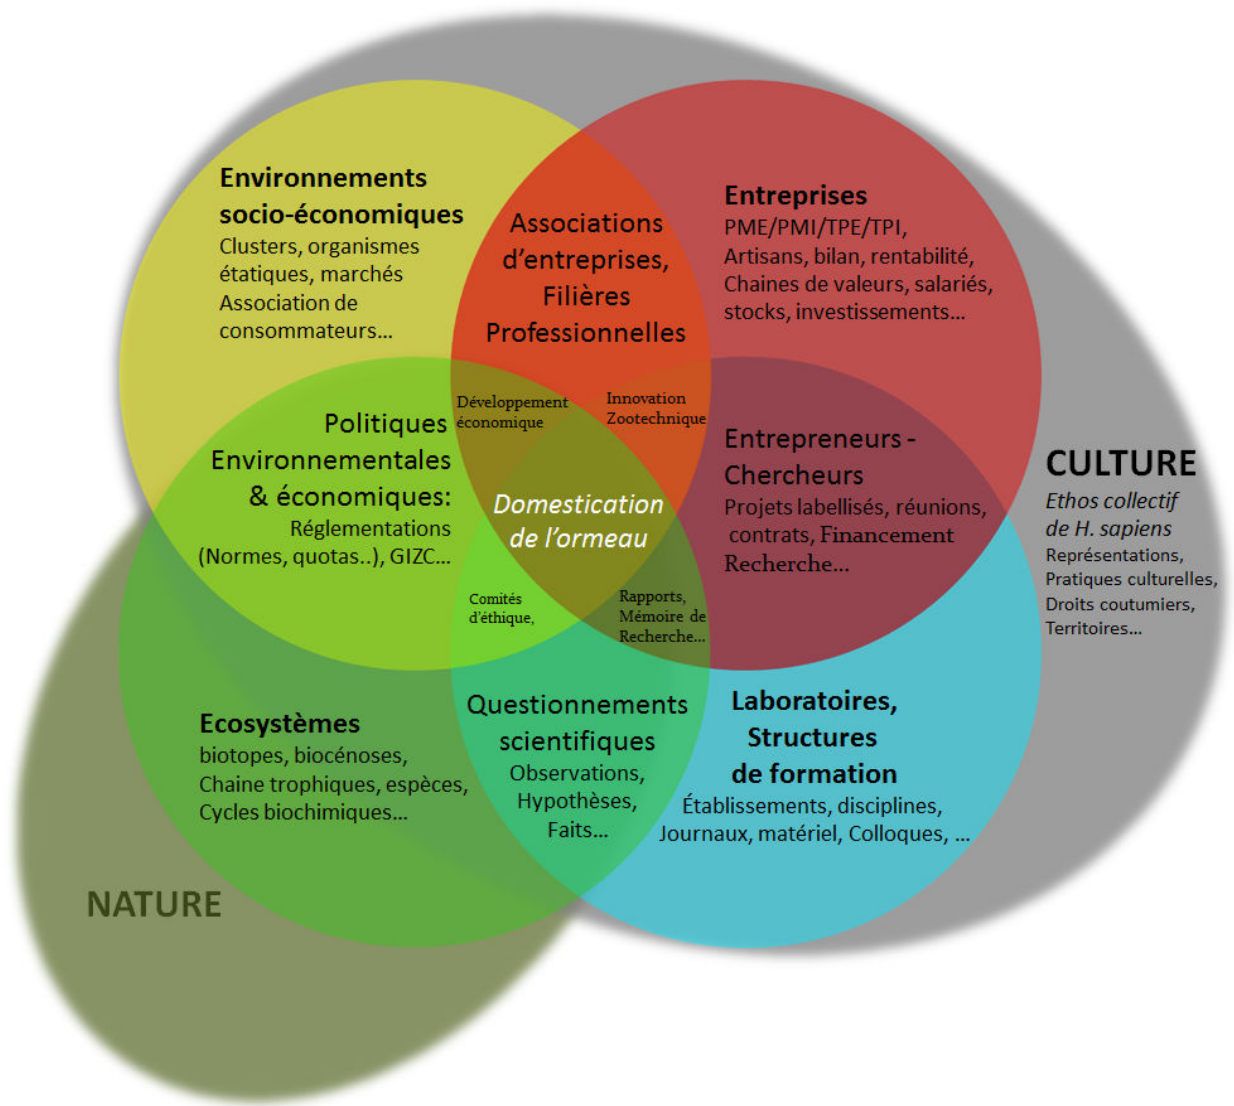 Environnements
socio-économiques
Clusters, organismes
étatiques, marchés
Association de
consommateurs...
Associations
d'entreprises,
Filières
Professionnelles
Entreprises
PME/PMI/TPE/TPI,
Artisans, bilan, rentabilité,
Chaines de valeurs, salariés,
stocks, investissements...
Développement
économique
Innovation
Zootechnique
Politiques
Environnementales
& économiques:
Réglementations
(Normes, quotas..), GIZC...
Domestication
de l'ormeau
Entrepreneurs -
Chercheurs
Projets labellisés, réunions,
contrats, Financement
Recherche...
CULTURE
Ethos collectif
de H. sapiens
Représentations,
Pratiques culturelles,
Droits coutumiers,
Territoires...
Comités
d'éthique,
Rapports,
Mémoire de
Recherche...
Ecosystèmes
biotopes, biocénoses,
Chaine trophiques, espèces,
Cycles biochimiques...
Questionnements
scientifiques
Observations,
Hypothèses,
Faits...
Laboratoires,
Structures
de formation
Établissements, disciplines,
Journaux, matériel, Colloques, ...
NATURE